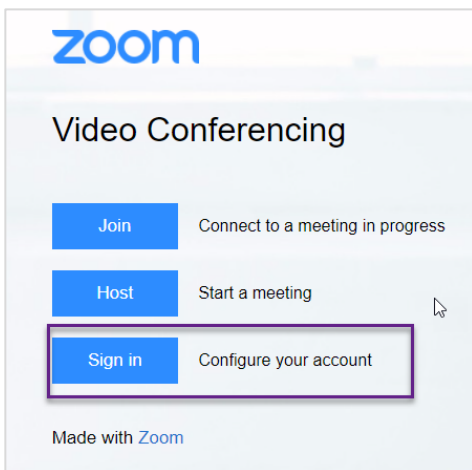 zoom
Video Conferencing
Join Connect to a meeting in progress
Host Start a meeting
Sign in Configure your account
Made with Zoom